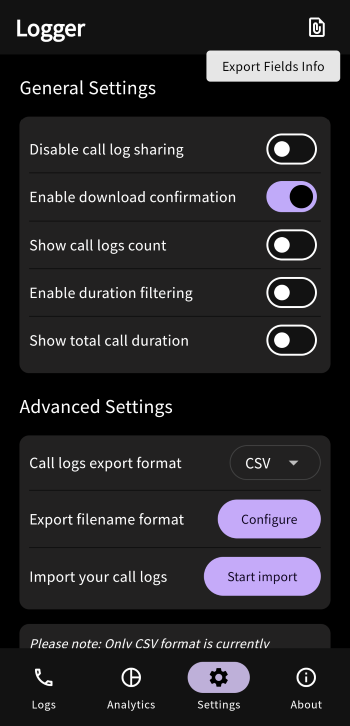 Logger
Export Fields Info
General Settings
Disable call log sharing
Enable download confirmation
Show call logs count
Enable duration filtering
Show total call duration
Advanced Settings
Call logs export format
CSV
Export filename format
Configure
Import your call logs
Start import
Please note: Only CSV format is currently
Logs
Analytics
Settings
About